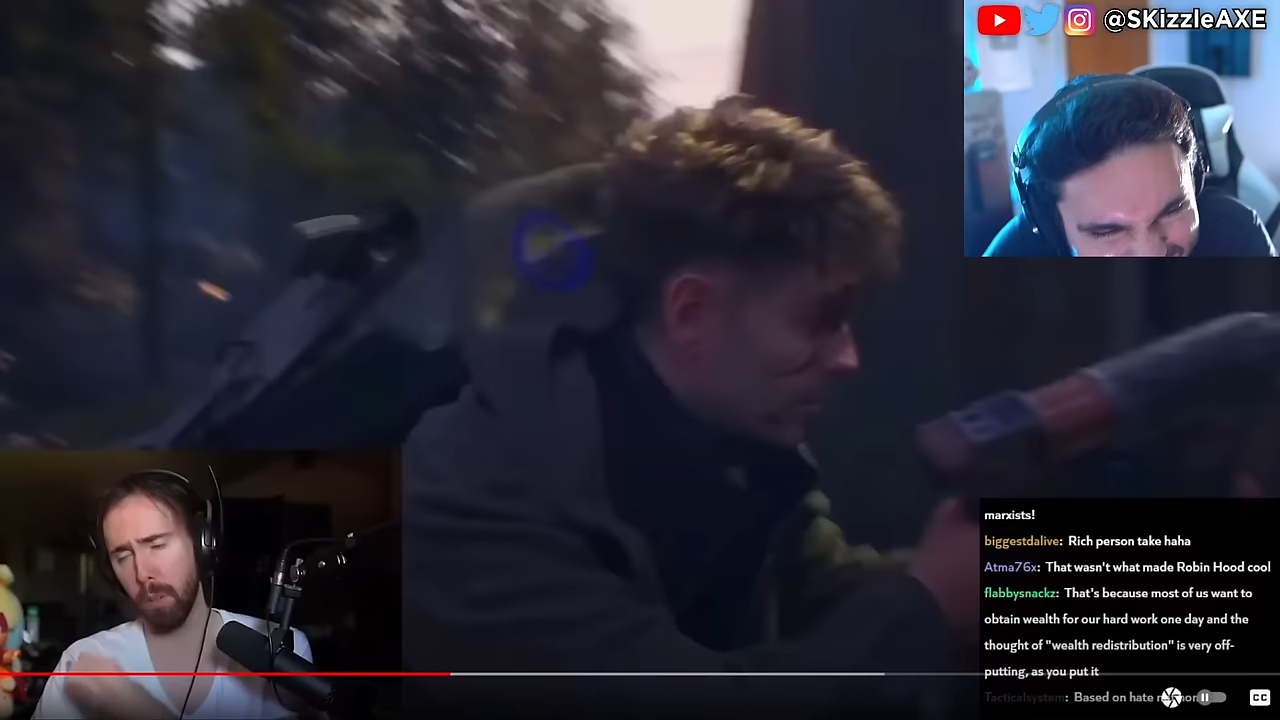 @SKizzleAXE
marxists!
biggestdalive: Rich person take haha
Atma76x: That wasn't what made Robin Hood cool
flabbysnackz: That's because most of us want to
obtain wealth for our hard work one day and the
thought of "wealth redistribution" is very off-
putting, as you put it
Tacticalsystem: Based on hate
CC